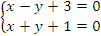 x − y + 3 = 0
x + y + 1 = 0